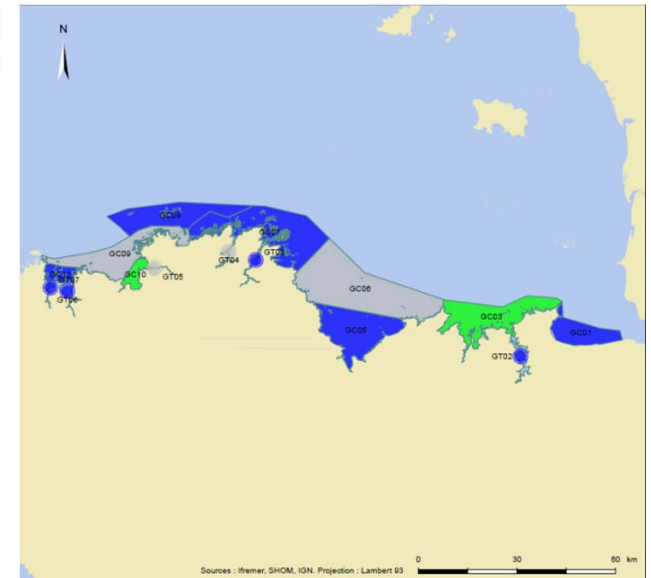 N
GC08
GC07
GC09
GT03
GT04
GC10
GT05
GC11
GT07
GT06
GC06
GC03
GC05
GC01
GT02
0 30 60 km
Sources : Ifremer, SHOM, IGN. Projection : Lambert 93